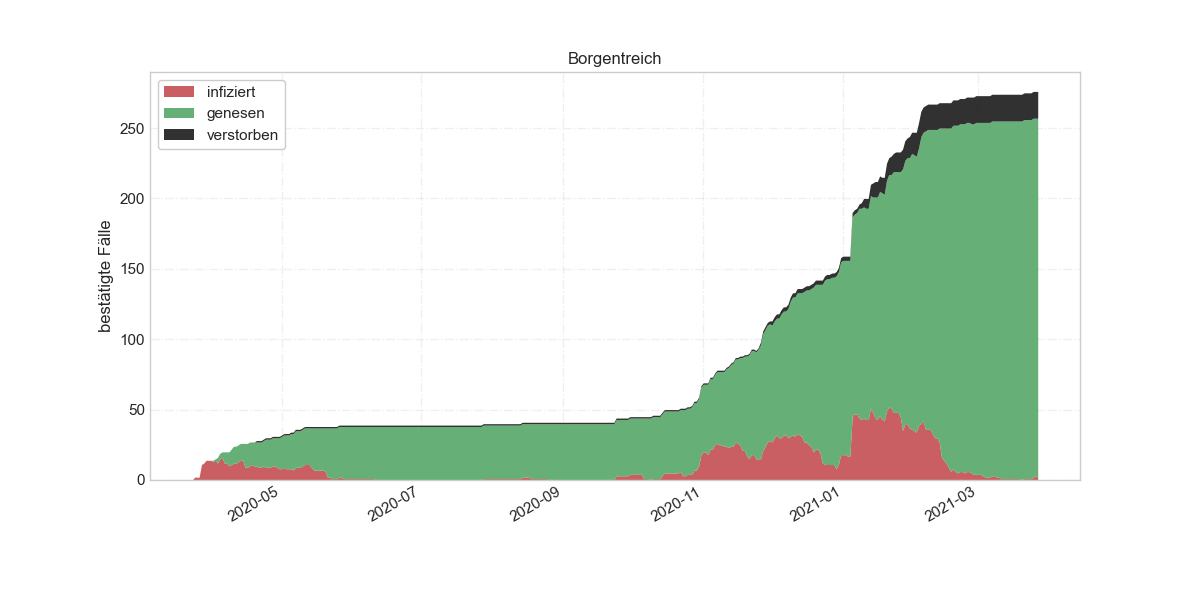 Borgentreich
infiziert
genesen
verstorben
bestätigte Fälle
250
200
150
100
50
0
2020-05
2020-07
2020-09
2020-11
2021-01
2021-03